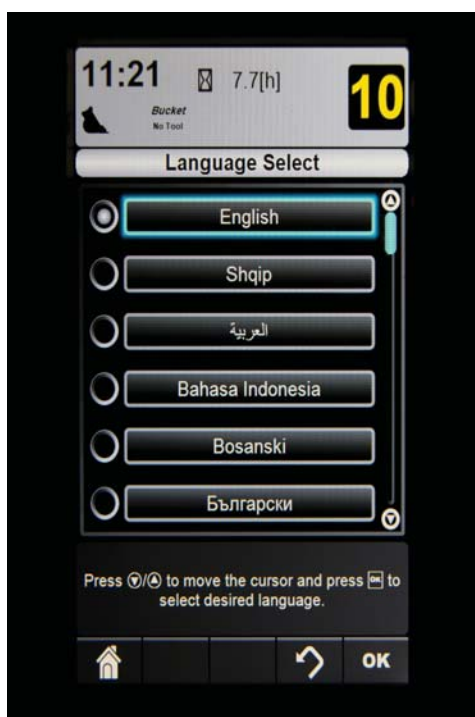 11:21 7.7[h]
10
Bucket
No Tool
Language Select
English
Shqip
العربية
Bahasa Indonesia
Bosanski
Български
Press ▼/▲ to move the cursor and press OK to
select desired language.
OK